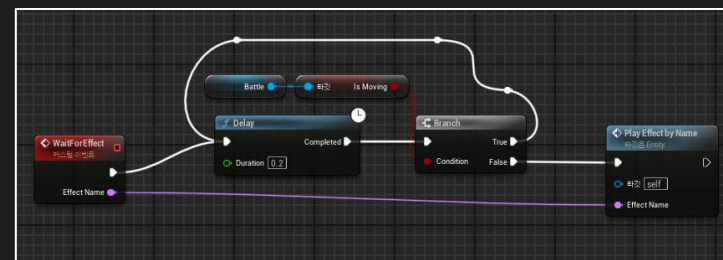 Battle
타깃
Is Moving
WaitForEffect
커스텀 이벤트
Effect Name
Delay
Completed
Duration
0.2
Branch
True
Condition
False
Play Effect by Name
타깃은 Entity
타깃
self
Effect Name